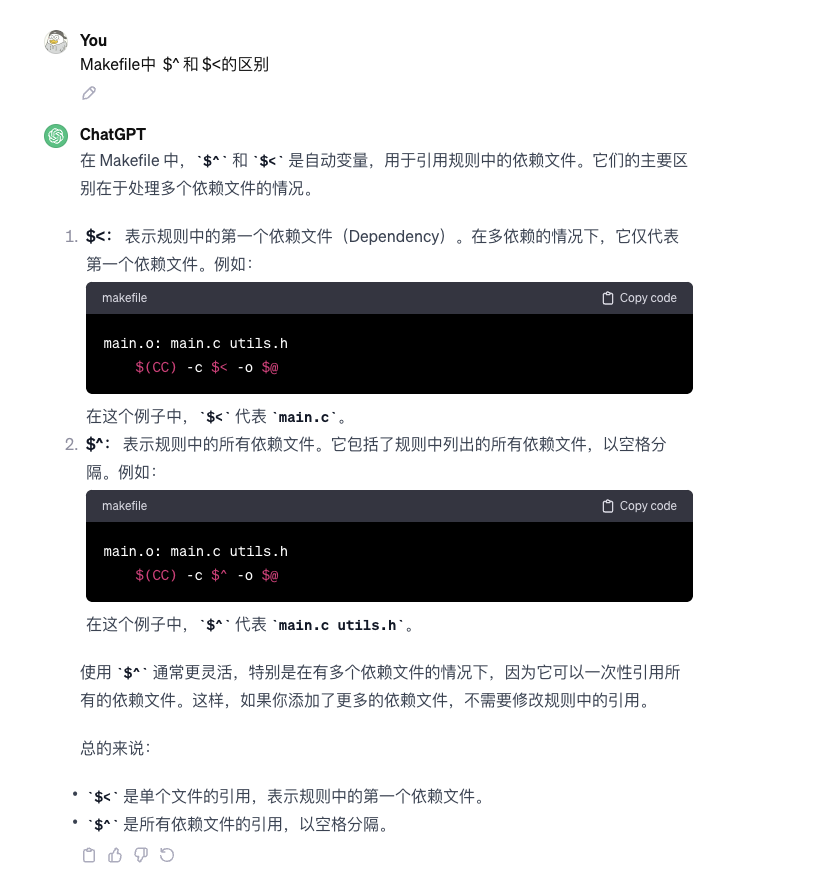 You
Makefile中 $^ 和 $<的区别
ChatGPT
在 Makefile 中，`$^` 和 `$<` 是自动变量，用于引用规则中的依赖文件。它们的主要区
别在于处理多个依赖文件的情况。
1. $<： 表示规则中的第一个依赖文件（Dependency）。在多依赖的情况下，它仅代表
第一个依赖文件。例如：
makefile Copy code
main.o: main.c utils.h
$(CC) -c $< -o $@
在这个例子中，`$<` 代表 `main.c`。
2. $^： 表示规则中的所有依赖文件。它包括了规则中列出的所有依赖文件，以空格分
隔。例如：
makefile Copy code
main.o: main.c utils.h
$(CC) -c $^ -o $@
在这个例子中，`$^` 代表 `main.c utils.h`。
使用 `$^` 通常更灵活，特别是在有多个依赖文件的情况下，因为它可以一次性引用所
有的依赖文件。这样，如果你添加了更多的依赖文件，不需要修改规则中的引用。
总的来说：
• `$<` 是单个文件的引用，表示规则中的第一个依赖文件。
• `$^` 是所有依赖文件的引用，以空格分隔。